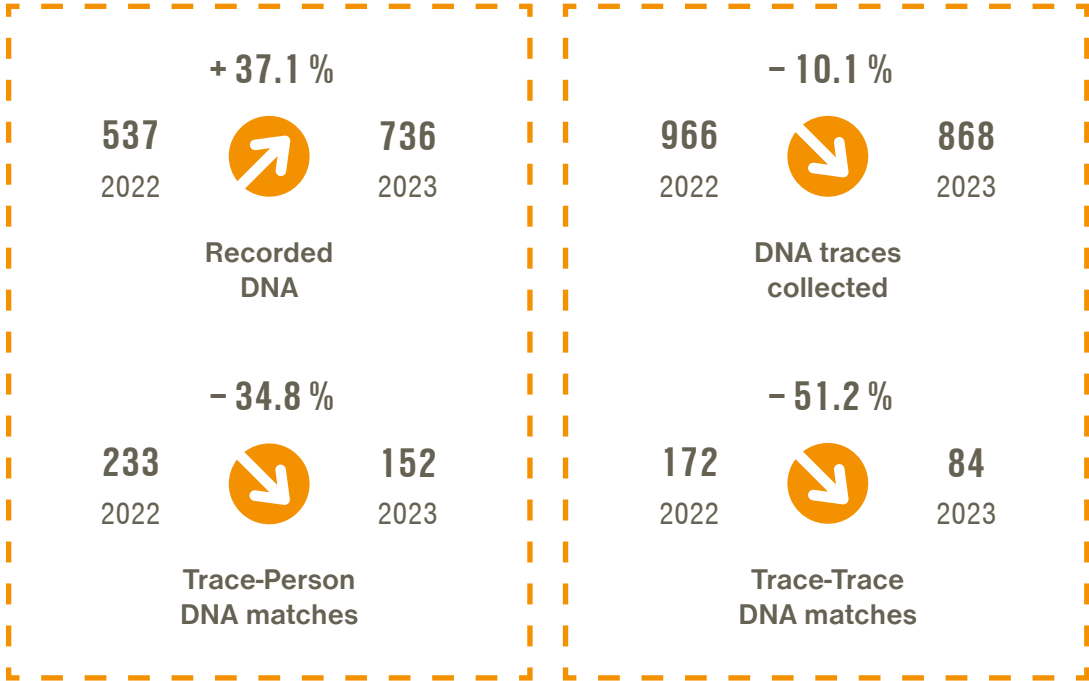 + 37.1 %
537
736
2022
2023
Recorded
DNA
– 34.8 %
233
152
2022
2023
Trace-Person
DNA matches
– 10.1 %
966
868
2022
2023
DNA traces
collected
– 51.2 %
172
84
2022
2023
Trace-Trace
DNA matches